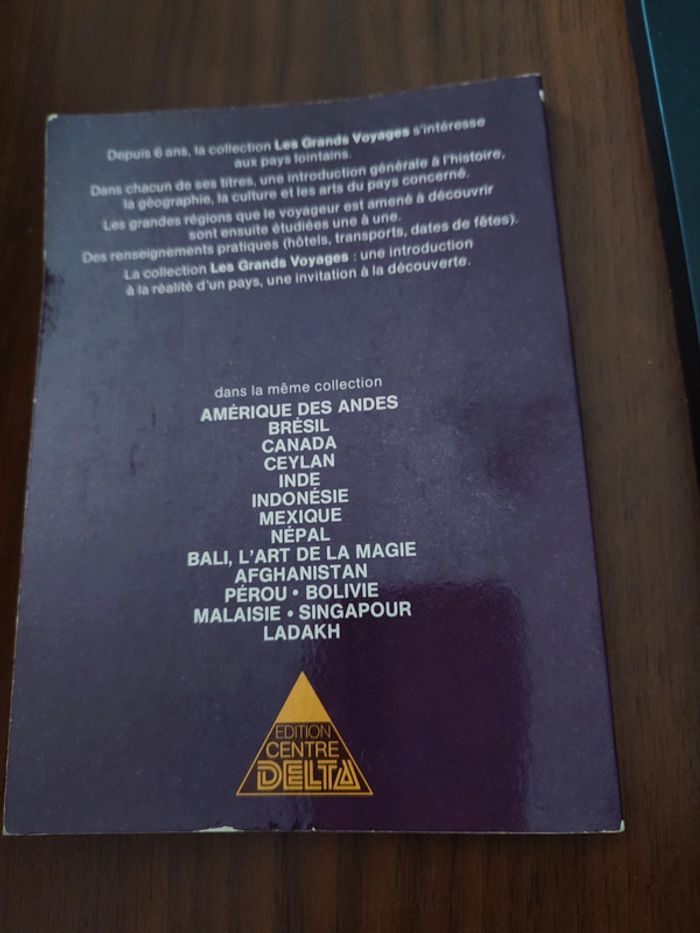 Depuis 6 ans, la collection Les Grands Voyages s'intéresse
aux pays lointains.
Dans chacun de ses titres, une introduction générale à l'histoire,
la géographie, la culture et les arts du pays concerné.
Les grandes régions que le voyageur est amené à découvrir
sont ensuite étudiées une à une.
Des renseignements pratiques (hôtels, transports, dates de fêtes).
La collection Les Grands Voyages : une introduction
à la réalité d'un pays, une invitation à la découverte.
dans la même collection
AMÉRIQUE DES ANDES
BRÉSIL
CANADA
CEYLAN
INDE
INDONÉSIE
MEXIQUE
NÉPAL
BALI, L'ART DE LA MAGIE
AFGHANISTAN
PÉROU • BOLIVIE
MALAISIE • SINGAPOUR
LADAKH
EDITION
CENTRE
DELTA